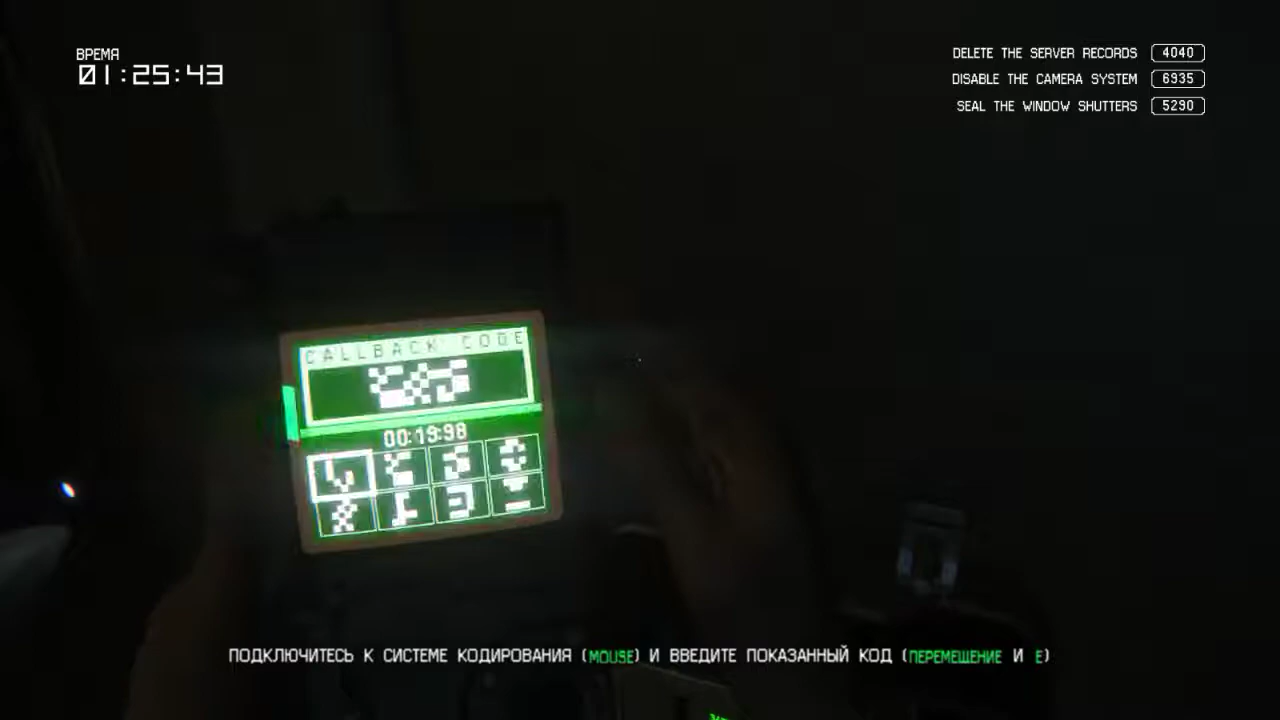 ВРЕМЯ
01:25:43
DELETE THE SERVER RECORDS 4040
DISABLE THE CAMERA SYSTEM 6935
SEAL THE WINDOW SHUTTERS 5290
CALLBACK CODE
00:19:98
ПОДКЛЮЧИТЕСЬ К СИСТЕМЕ КОДИРОВАНИЯ (MOUSE) И ВВЕДИТЕ ПОКАЗАННЫЙ КОД (ПЕРЕМЕЩЕНИЕ И E)